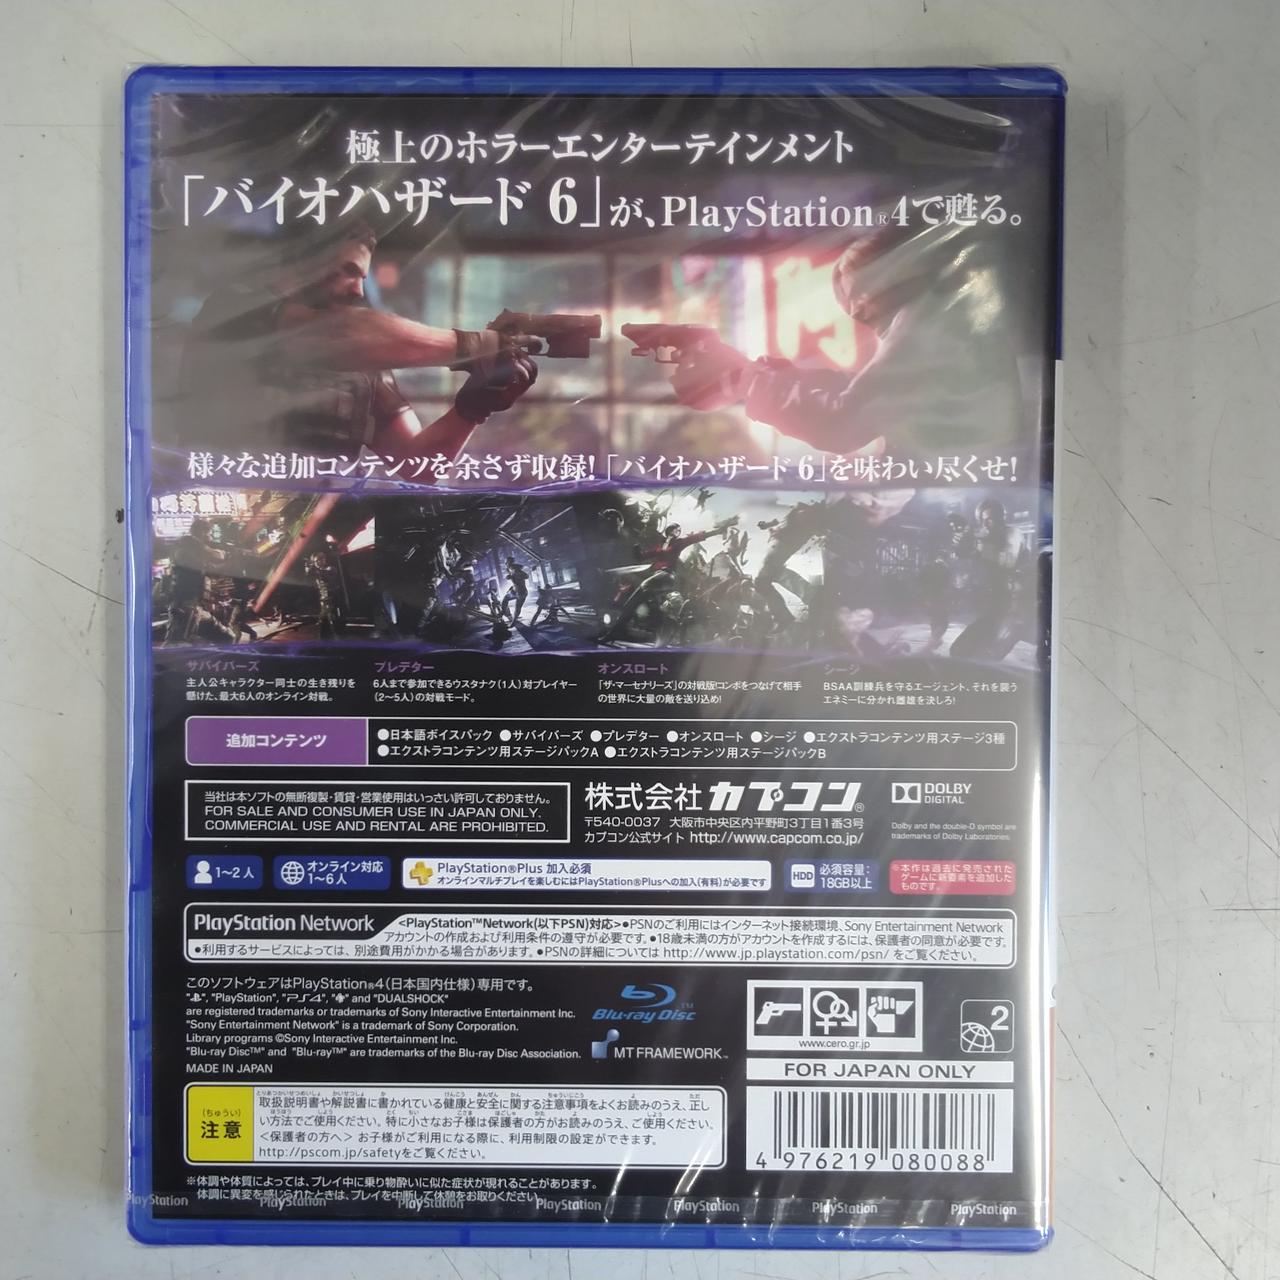 極上のホラーエンターテインメント
「バイオハザード 6」が、PlayStation®4で甦る。
様々な追加コンテンツを余さず収録!「バイオハザード 6」を味わい尽くせ!
サバイバーズ
主人公キャラクター同士の生き残りを
懸けた、最大6人のオンライン対戦。
プレデター
6人まで参加できるウスタナク(1人)対プレイヤー
(2〜5人)の対戦モード。
オンスロート
「ザ・マーセナリーズ」の対戦版!コンボをつなげて相手
の世界に大量の敵を送り込め!
シージ
BSAA訓練兵を守るエージェント、それを襲う
エネミーに分かれ雌雄を決しろ!
追加コンテンツ
●日本語ボイスパック ●サバイバーズ ●プレデター ●オンスロート ●シージ ●エクストラコンテンツ用ステージ3種
●エクストラコンテンツ用ステージパックA ●エクストラコンテンツ用ステージパックB
当社は本ソフトの無断複製・賃貸・営業使用はいっさい許可しておりません。
FOR SALE AND CONSUMER USE IN JAPAN ONLY.
COMMERCIAL USE AND RENTAL ARE PROHIBITED.
株式会社カプコン®
〒540-0037 大阪市中央区内平野町3丁目1番3号
カプコン公式サイト http://www.capcom.co.jp/
DOLBY
DIGITAL
Dolby and the double-D symbol are
trademarks of Dolby Laboratories.
1〜2人
オンライン対応
1〜6人
PlayStation®Plus 加入必須
オンラインマルチプレイを楽しむにはPlayStation®Plusへの加入(有料)が必要です
HDD
必須容量:
18GB以上
※本作は過去に発売された
ゲームに新要素を追加した
ものです。
PlayStation Network
<PlayStation™Network(以下PSN)対応>●PSNのご利用にはインターネット接続環境、Sony Entertainment Network
アカウントの作成および利用条件の遵守が必要です。●18歳未満の方がアカウントを作成するには、保護者の同意が必要です。
●利用するサービスによっては、別途費用がかかる場合があります。●PSNの詳細については http://www.jp.playstation.com/psn/ をご覧ください。
このソフトウェアはPlayStation®4(日本国内仕様)専用です。
" ", "PlayStation", "PS4", " " and "DUALSHOCK"
are registered trademarks or trademarks of Sony Interactive Entertainment Inc.
"Sony Entertainment Network" is a trademark of Sony Corporation.
Library programs ©Sony Interactive Entertainment Inc.
"Blu-ray Disc™" and "Blu-ray™" are trademarks of the Blu-ray Disc Association.
MADE IN JAPAN
Blu-ray Disc™
MT FRAMEWORK™
www.cero.gr.jp
2
FOR JAPAN ONLY
(ちゅうい)
注意
取扱説明書や解説書に書かれている健康と安全に関する注意事項をよくお読みのうえ、正し
い方法でご使用ください。特に小さなお子様は保護者の方がお読みのうえ、ご使用ください。
<保護者の方へ> お子様がご利用になる際に、利用制限の設定ができます。
http://pscom.jp/safetyをご覧ください。
4 976219 080088
※体調や体質によっては、プレイ中に乗り物酔いに似た症状が現れることがあります。
体調に異変を感じられたときは、プレイを中断して休憩をお取りください。
PlayStation PlayStation PlayStation PlayStation PlayStation PlayStation PlayStation